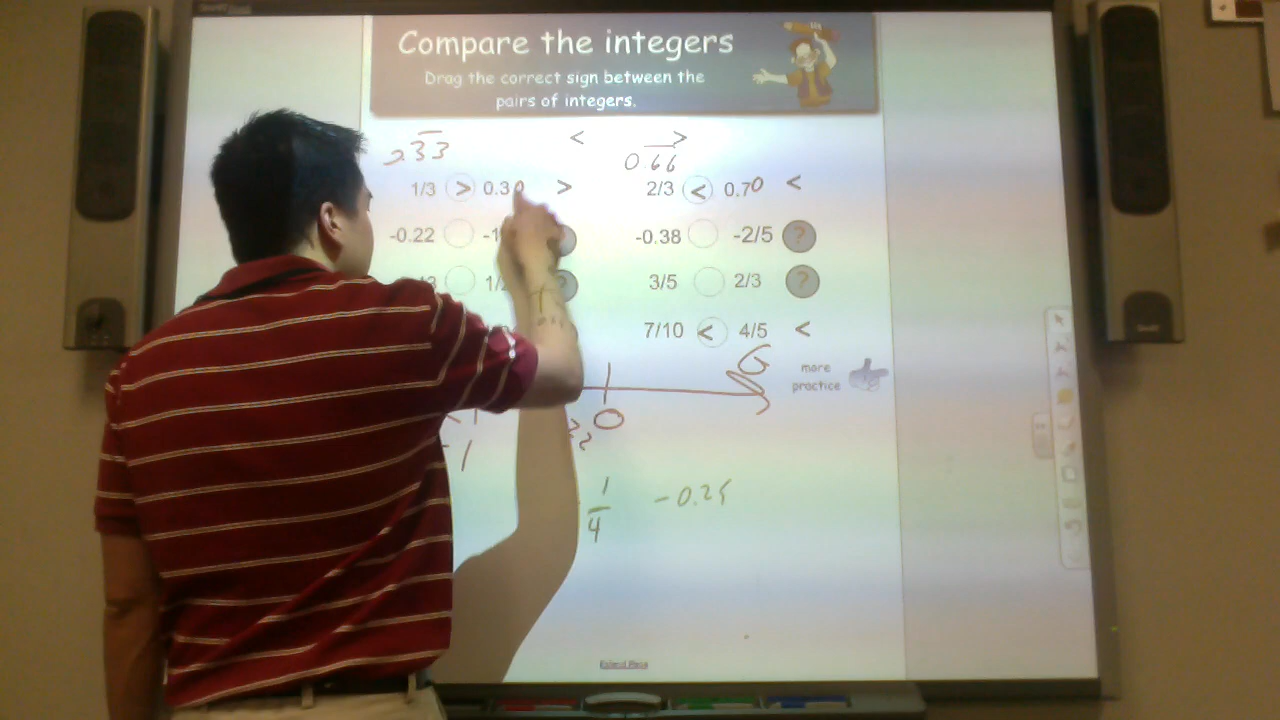 Compare the integers
Drag the correct sign between the
pairs of integers.
< >
.33 0.66
1/3 > 0.30 > 2/3 < 0.70 <
-0.22 -0.38 -2/5 ?
3/5 2/3 ?
7/10 < 4/5 <
more
practice
0
-0.25
1
4
Extend Page